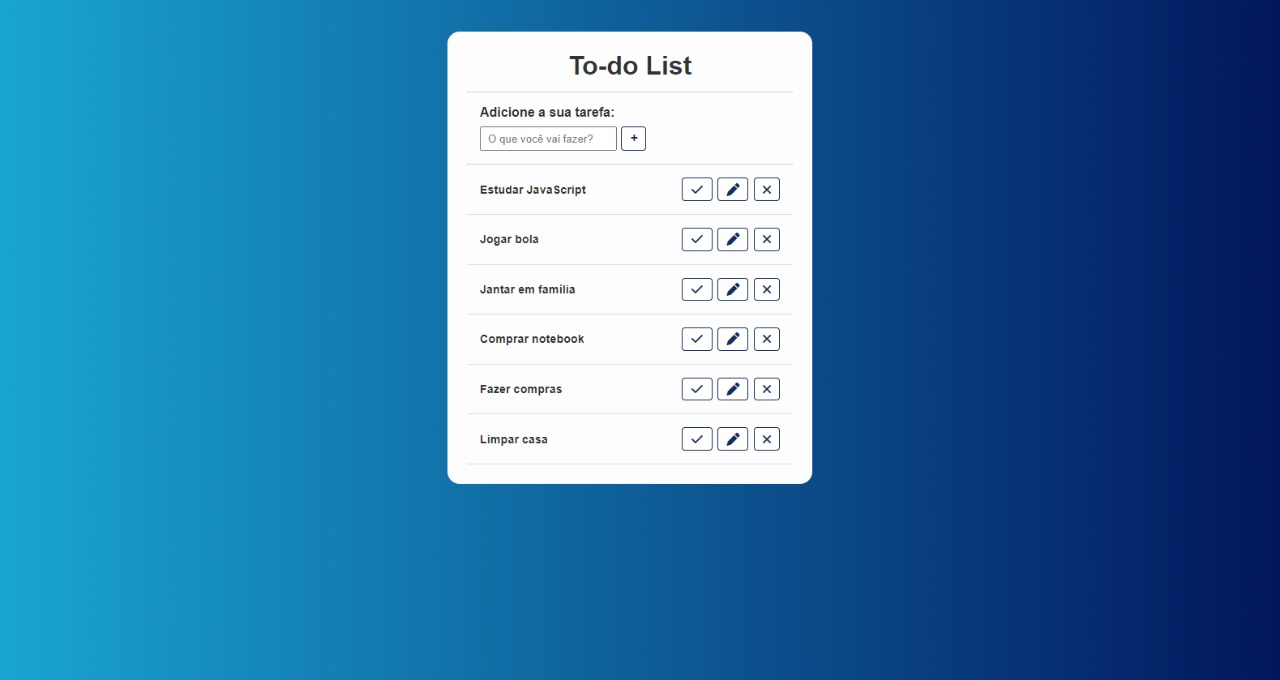 To-do List
Adicione a sua tarefa:
O que você vai fazer?
+
Estudar JavaScript
Jogar bola
Jantar em família
Comprar notebook
Fazer compras
Limpar casa